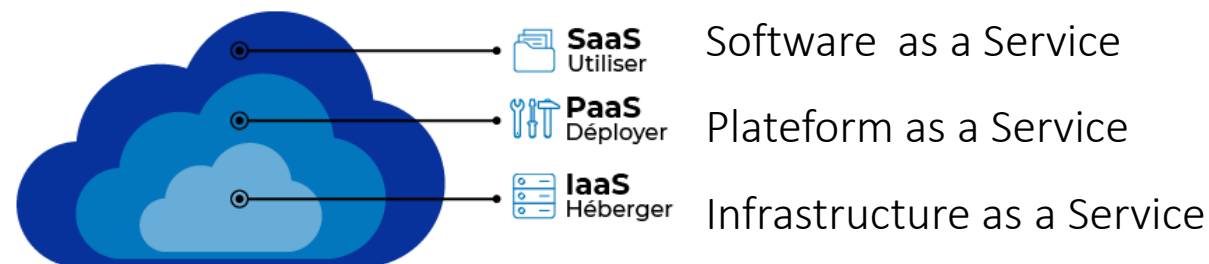 SaaS
Utiliser
Software as a Service
PaaS
Déployer
Plateform as a Service
IaaS
Héberger
Infrastructure as a Service